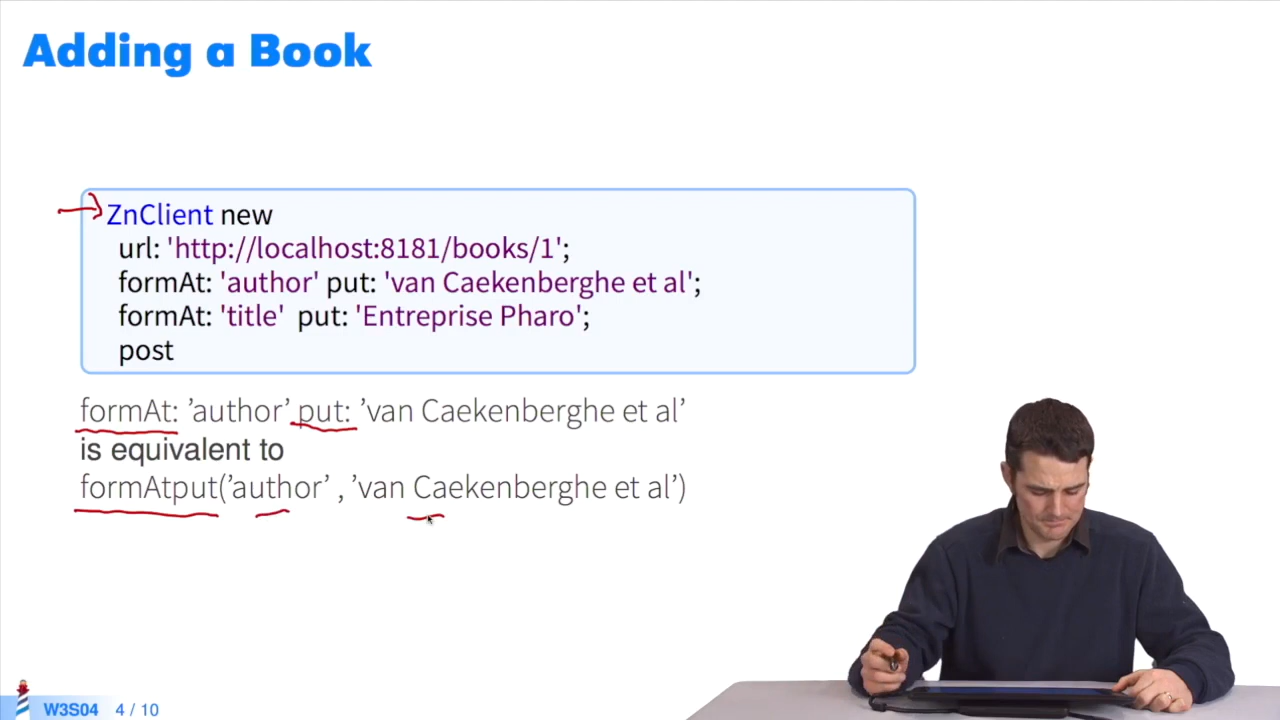 Adding a Book
ZnClient new
url: 'http://localhost:8181/books/1';
formAt: 'author' put: 'van Caekenberghe et al';
formAt: 'title' put: 'Entreprise Pharo';
post
formAt: ’author’ put: ’van Caekenberghe et al’
is equivalent to
formAtput(’author’ , ’van Caekenberghe et al’)
W3S04 4 / 10